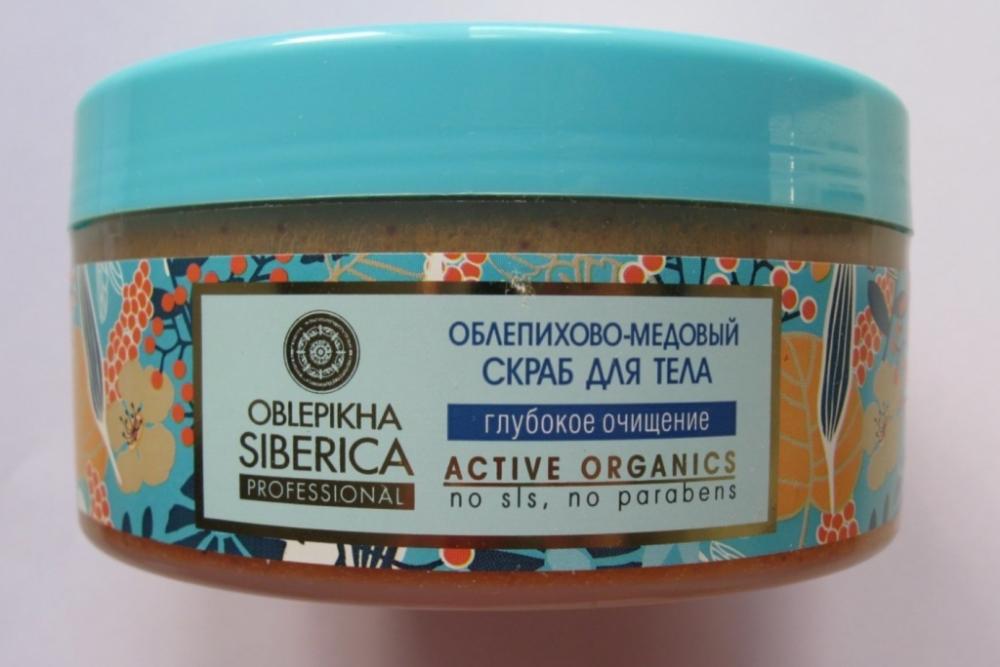 OBLEPIKHA
SIBERICA
PROFESSIONAL
ОБЛЕПИХОВО-МЕДОВЫЙ
СКРАБ ДЛЯ ТЕЛА
глубокое очищение
ACTIVE ORGANICS
no sls, no parabens